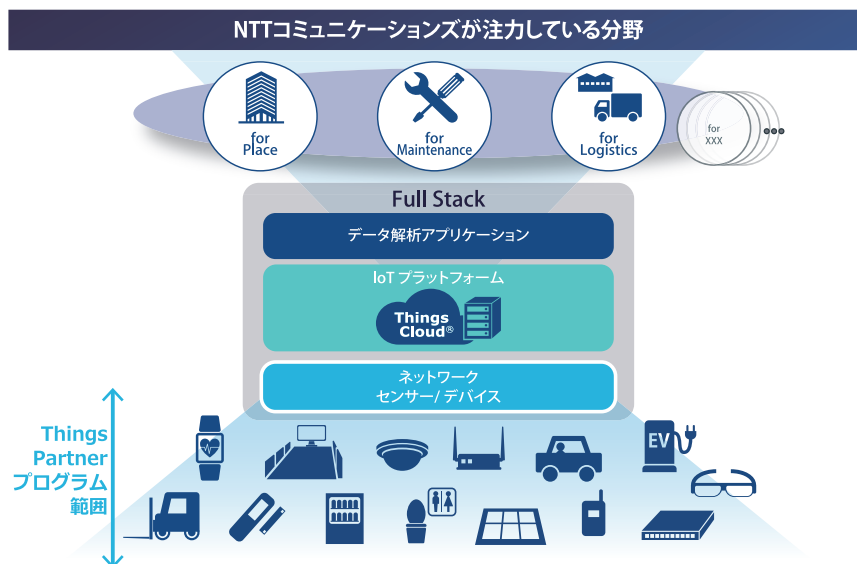 NTTコミュニケーションズが注力している分野
for
Place
for
Maintenance
for
Logistics
for
XXX
Full Stack
データ解析アプリケーション
IoT プラットフォーム
Things
Cloud®
ネットワーク
センサー/デバイス
Things
Partner
プログラム
範囲
EV